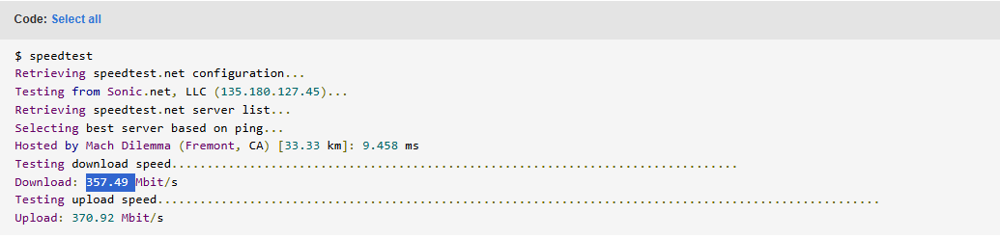 Code: Select all
$ speedtest
Retrieving speedtest.net configuration...
Testing from Sonic.net, LLC (135.180.127.45)...
Retrieving speedtest.net server list...
Selecting best server based on ping...
Hosted by Mach Dilemma (Fremont, CA) [33.33 km]: 9.458 ms
Testing download speed................................................................................
Download: 357.49 Mbit/s
Testing upload speed......................................................................................................
Upload: 370.92 Mbit/s